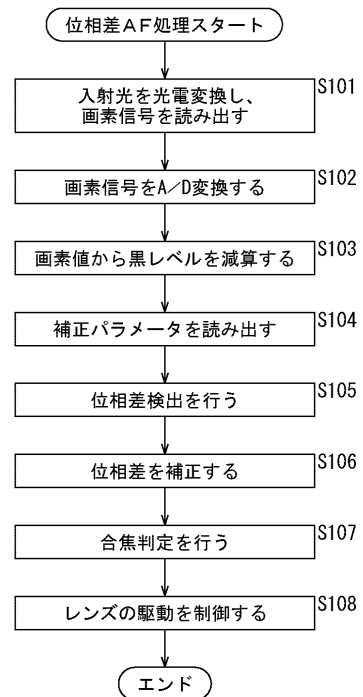 位相差AF処理スタート
S101
入射光を光電変換し、
画素信号を読み出す
S102
画素信号をA/D変換する
S103
画素値から黒レベルを減算する
S104
補正パラメータを読み出す
S105
位相差検出を行う
S106
位相差を補正する
S107
合焦判定を行う
S108
レンズの駆動を制御する
エンド